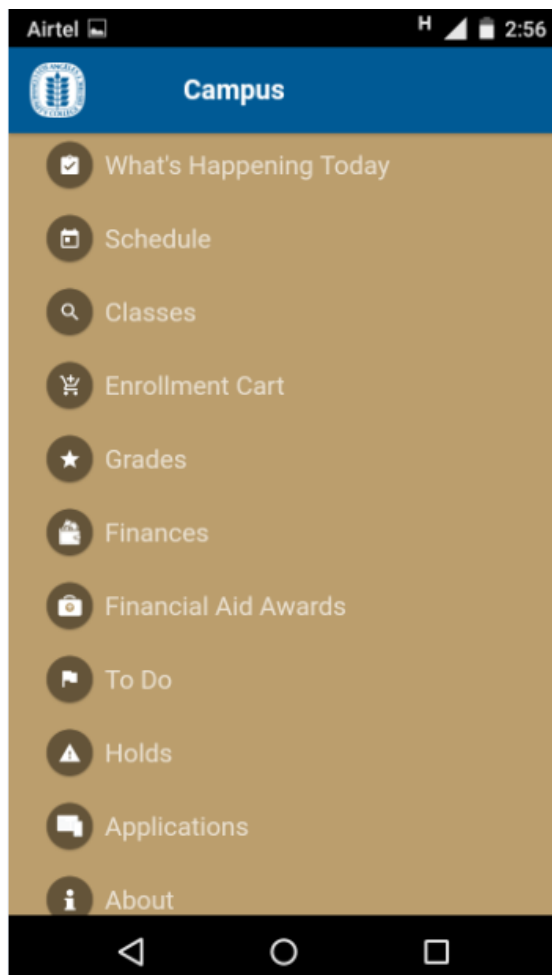 Airtel
H
2:56
Campus
What's Happening Today
Schedule
Classes
Enrollment Cart
Grades
Finances
Financial Aid Awards
To Do
Holds
Applications
About